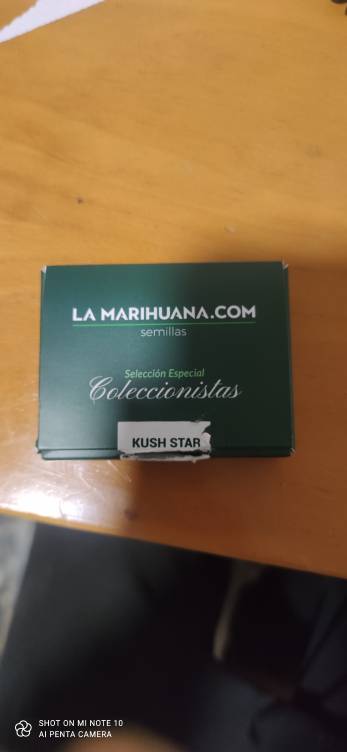 LA MARIHUANA.COM
semillas
Selección Especial
Coleccionistas
KUSH STAR
SHOT ON MI NOTE 10
AI PENTA CAMERA